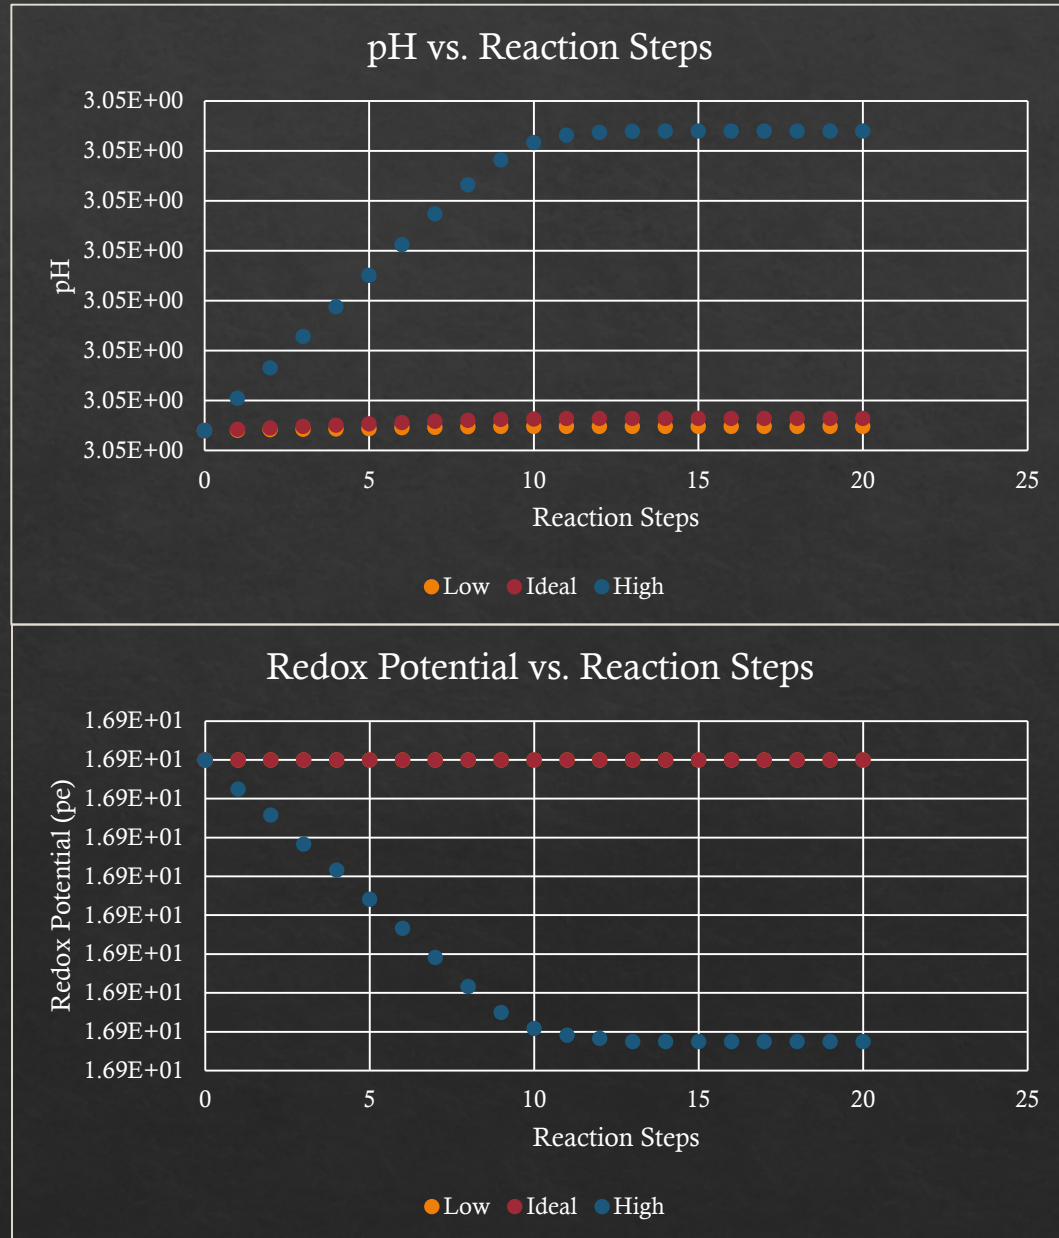 pH vs. Reaction Steps
3.05E+00
3.05E+00
3.05E+00
3.05E+00
3.05E+00
3.05E+00
3.05E+00
3.05E+00
pH
0 5 10 15 20 25
Reaction Steps
Low Ideal High
Redox Potential vs. Reaction Steps
1.69E+01
1.69E+01
1.69E+01
1.69E+01
1.69E+01
1.69E+01
1.69E+01
1.69E+01
1.69E+01
1.69E+01
Redox Potential (pe)
0 5 10 15 20 25
Reaction Steps
Low Ideal High